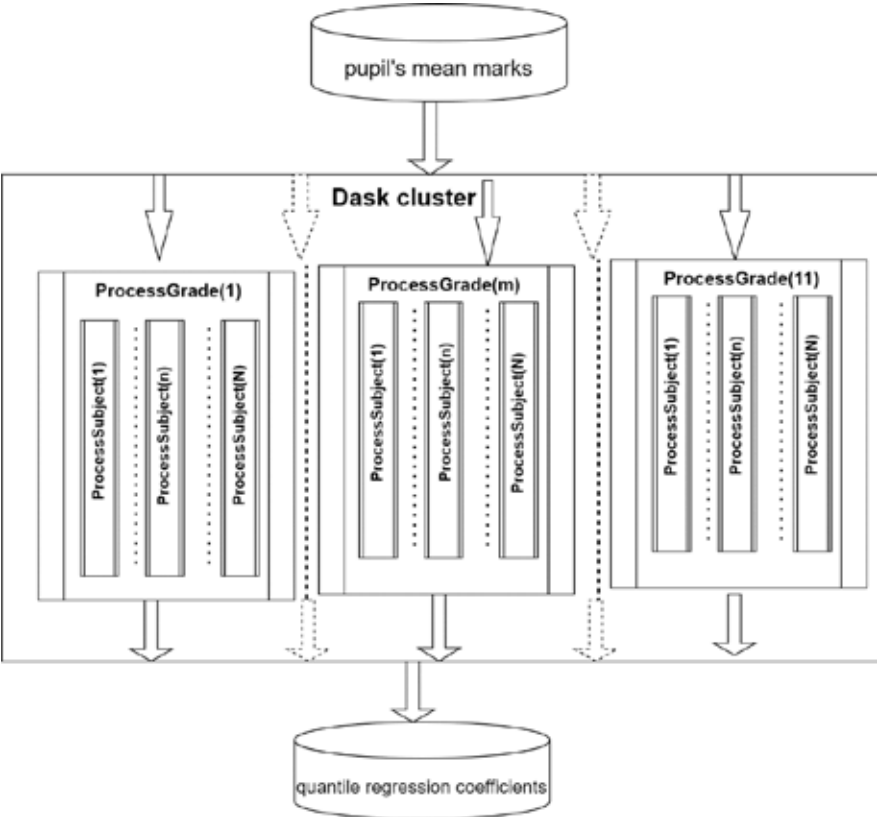 pupil's mean marks
Dask cluster
ProcessGrade(1)
ProcessSubject(1)
ProcessSubject(n)
ProcessSubject(N)
ProcessGrade(m)
ProcessSubject(1)
ProcessSubject(n)
ProcessSubject(N)
ProcessGrade(11)
ProcessSubject(1)
ProcessSubject(n)
ProcessSubject(N)
quantile regression coefficients